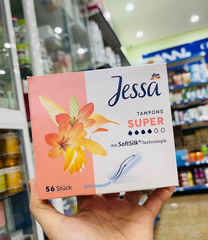 Jessa
dm
TAMPONS
SUPER
mit SoftSilk®-Technologie
56 Stück